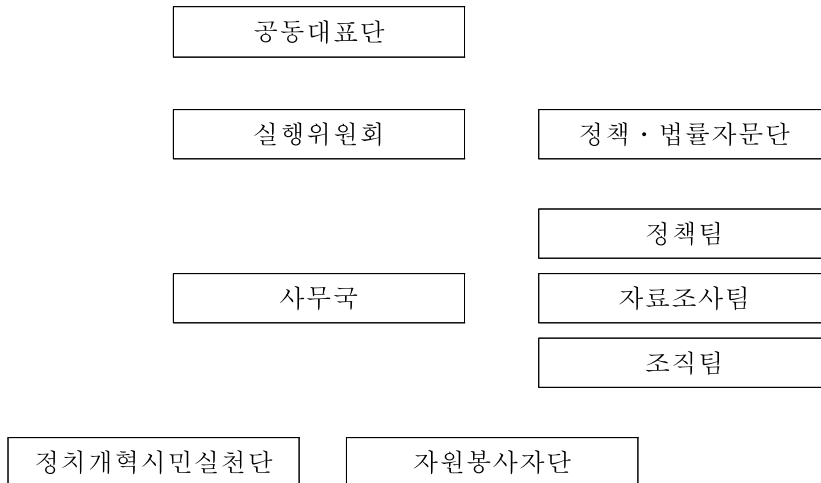 공동대표단
실행위원회
정책・법률자문단
정책팀
사무국
자료조사팀
조직팀
정치개혁시민실천단
자원봉사자단